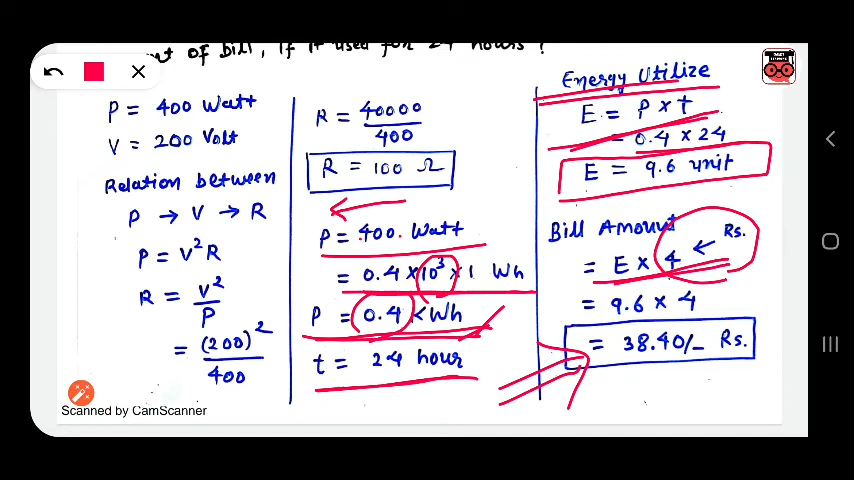 of bill, if it used for 24 hours ?
P = 400 Watt
V = 200 Volt
Relation between
P → V → R
P = V²R
R = V²/P
= (200)²/400
R = 40000/400
R = 100 Ω
P = 400. Watt
= 0.4 × 10³ × 1 Wh
P = 0.4 KWh
t = 24 hour
Energy Utilize
E = P × t
= 0.4 × 24
E = 9.6 unit
Bill Amount
= E × 4 ← Rs.
= 9.6 × 4
= 38.40/- Rs.
Scanned by CamScanner